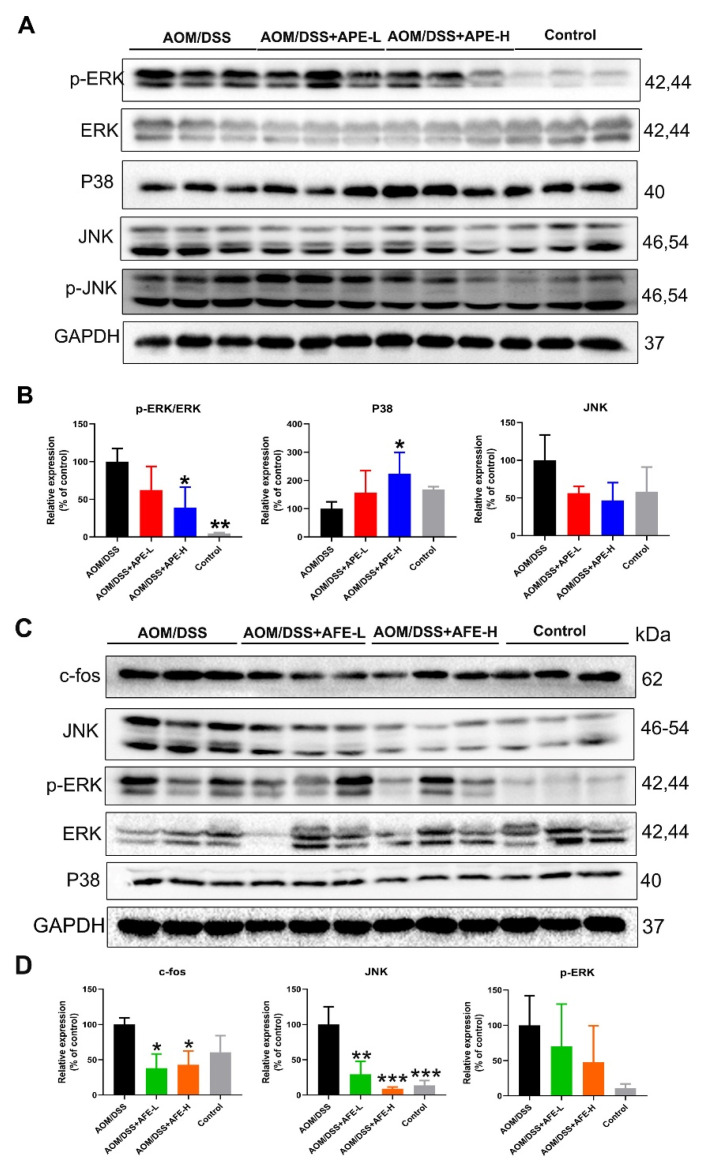 A
AOM/DSS AOM/DSS+APE-L AOM/DSS+APE-H Control
p-ERK 42,44
ERK 42,44
P38 40
JNK 46,54
p-JNK 46,54
GAPDH 37
B
p-ERK/ERK
Relative expression
(% of control)
150
100
50
0
*
**
AOM/DSS
AOM/DSS+APE-L
AOM/DSS+APE-H
Control
P38
Relative expression
(% of control)
400
300
200
100
0
*
AOM/DSS
AOM/DSS+APE-L
AOM/DSS+APE-H
Control
JNK
Relative expression
(% of control)
150
100
50
0
AOM/DSS
AOM/DSS+APE-L
AOM/DSS+APE-H
Control
C
AOM/DSS AOM/DSS+AFE-L AOM/DSS+AFE-H Control kDa
c-fos 62
JNK 46-54
p-ERK 42,44
ERK 42,44
P38 40
GAPDH 37
D
c-fos
Relative expression
(% of control)
150
100
50
0
*
*
AOM/DSS
AOM/DSS+AFE-L
AOM/DSS+AFE-H
Control
JNK
Relative expression
(% of control)
150
100
50
0
**
***
***
AOM/DSS
AOM/DSS+AFE-L
AOM/DSS+AFE-H
Control
p-ERK
Relative expression
(% of control)
150
100
50
0
AOM/DSS
AOM/DSS+AFE-L
AOM/DSS+AFE-H
Control